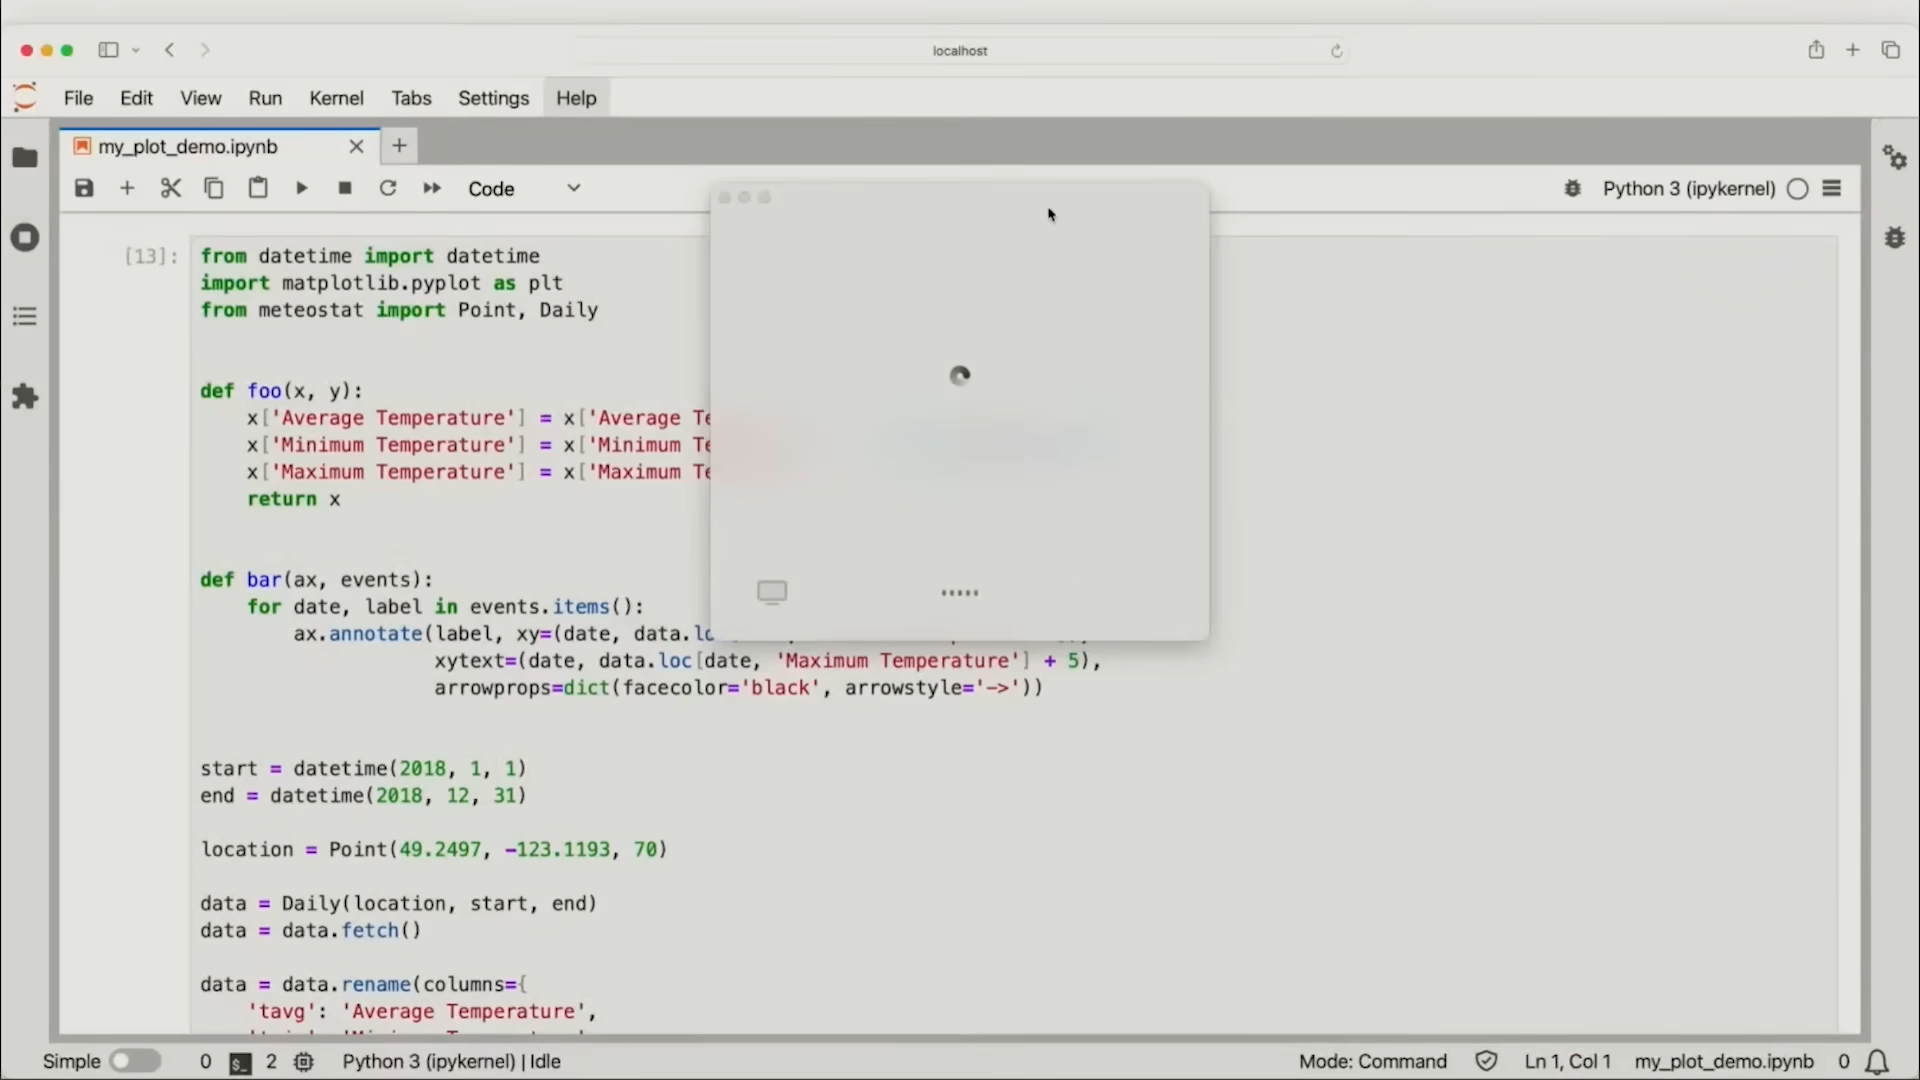 localhost
File Edit View Run Kernel Tabs Settings Help
my_plot_demo.ipynb
Code
Python 3 (ipykernel)
[13]:
from datetime import datetime
import matplotlib.pyplot as plt
from meteostat import Point, Daily
def foo(x, y):
x['Average Temperature'] = x['Average
x['Minimum Temperature'] = x['Minimum
x['Maximum Temperature'] = x['Maximum
return x
def bar(ax, events):
for date, label in events.items():
ax.annotate(label, xy=(date, data.
xytext=(date, data.loc[date, 'Maximum Temperature'] + 5),
arrowprops=dict(facecolor='black', arrowstyle='->'))
start = datetime(2018, 1, 1)
end = datetime(2018, 12, 31)
location = Point(49.2497, -123.1193, 70)
data = Daily(location, start, end)
data = data.fetch()
data = data.rename(columns={
'tavg': 'Average Temperature',
Simple 0 $_ 2 Python 3 (ipykernel) | Idle Mode: Command Ln 1, Col 1 my_plot_demo.ipynb 0